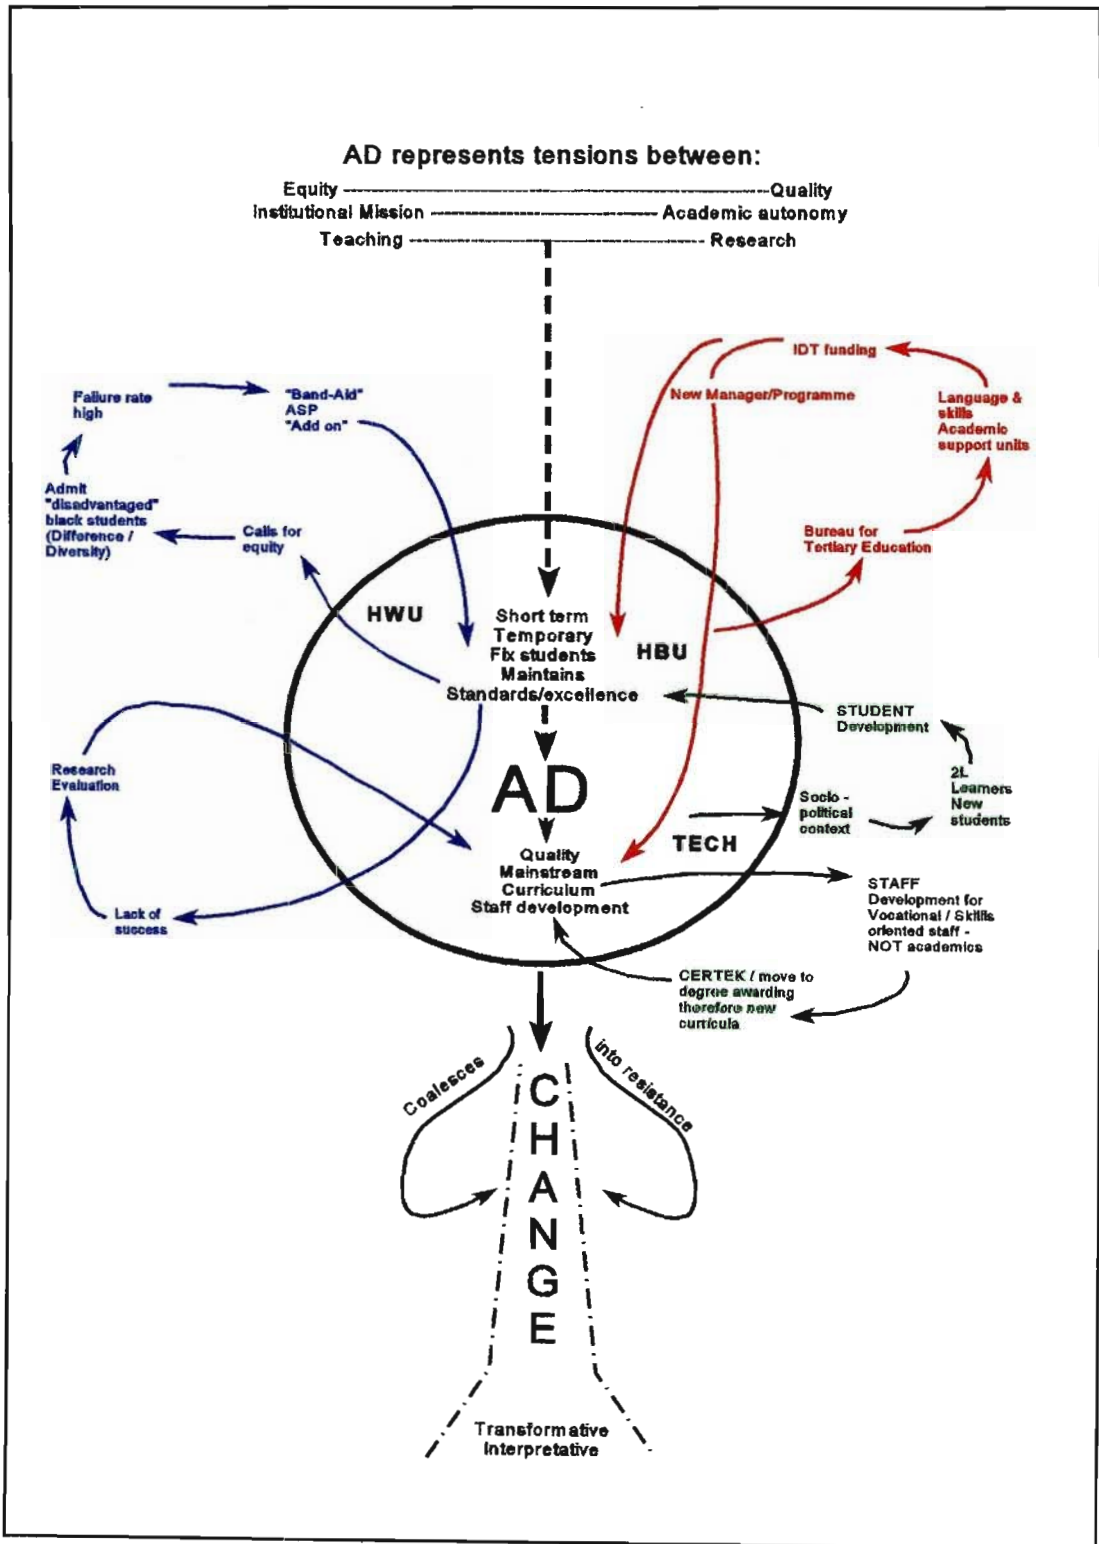 AD represents tensions between:
Equity Quality
Institutional Mission Academic autonomy
Teaching Research
Failure rate
high
"Band-Aid"
ASP
"Add on"
Admit
"disadvantaged"
black students
(Difference /
Diversity)
Calls for
equity
IDT funding
New Manager/Programme
Language &
skills
Academic
support units
Bureau for
Tertiary Education
HWU
Short term
Temporary
Fix students
Maintains
Standards/excellence
HBU
STUDENT
Development
2L
Learners
New
students
Socio -
political
context
TECH
AD
Research
Evaluation
Lack of
success
Quality
Mainstream
Curriculum
Staff development
STAFF
Development for
Vocational / Skills
oriented staff -
NOT academics
CERTEK / move to
degree awarding
therefore new
curricula
Coalesces
into resistance
C
H
A
N
G
E
Transformative
Interpretative